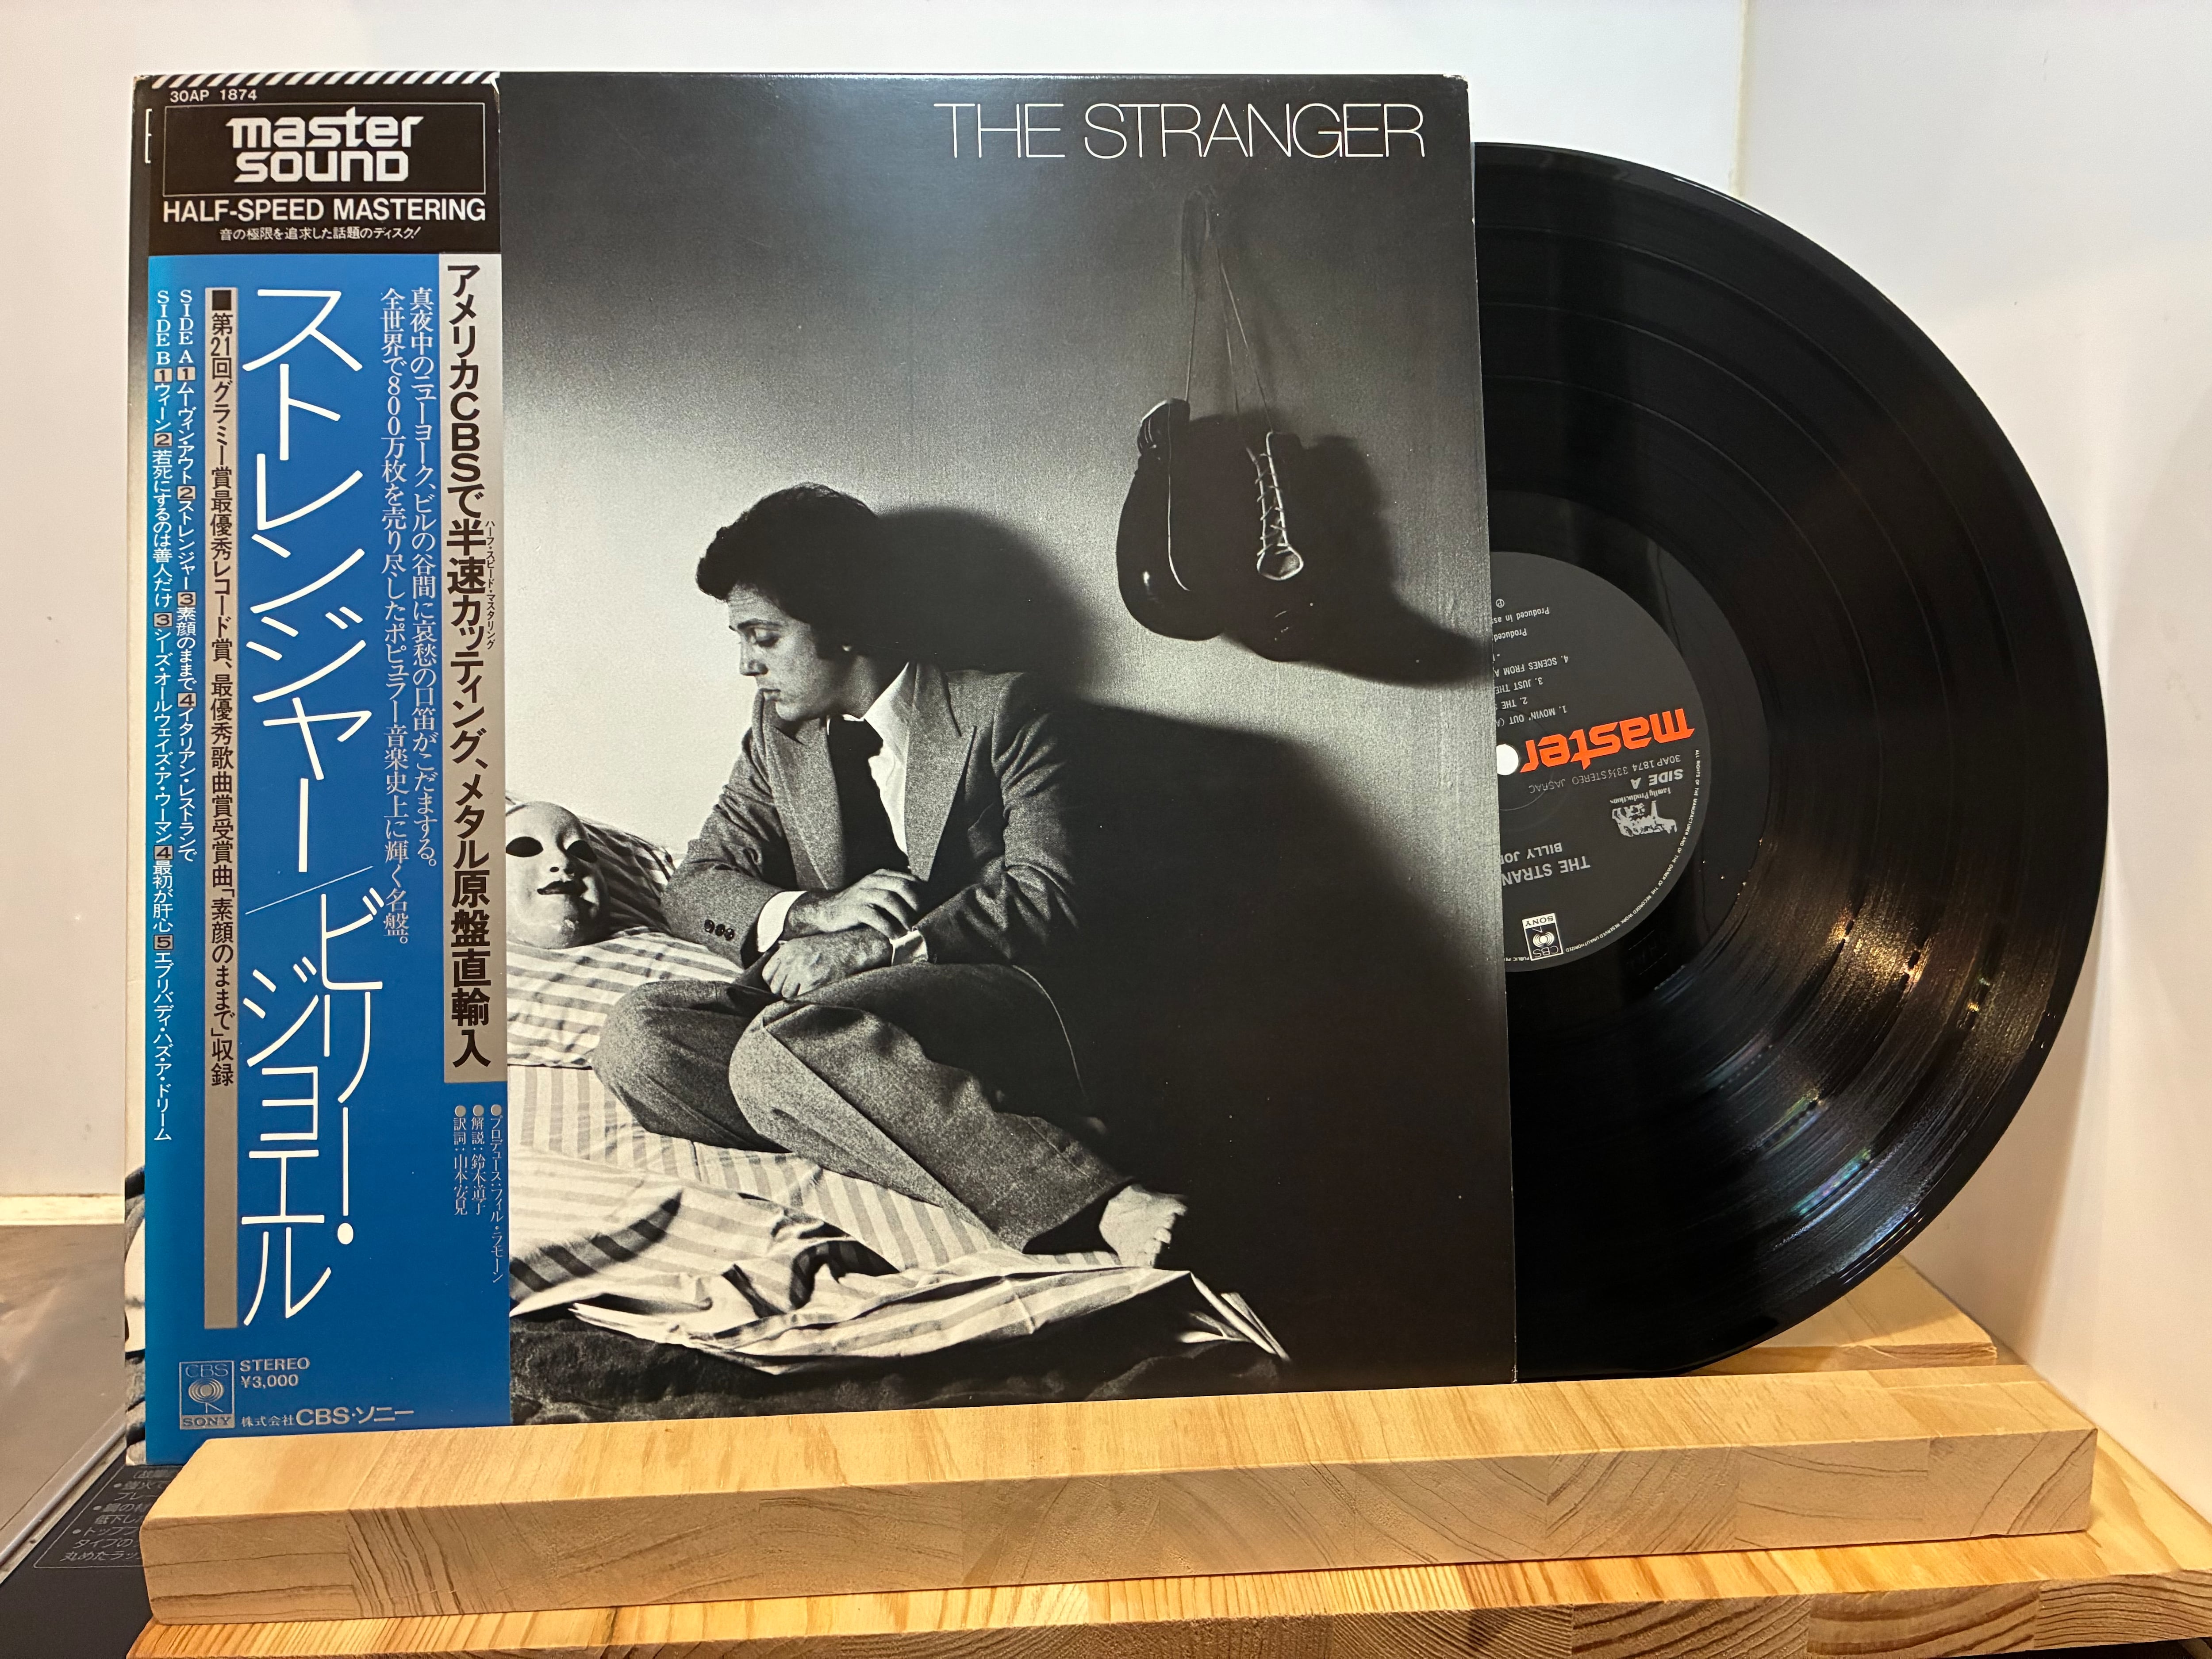 30AP 1874
master
sound
HALF-SPEED MASTERING
音の極限を追求した話題のディスク!
THE STRANGER
アメリカCBSで半速カッティング、メタル原盤直輸入
ハーフ・スピード・マスタリング
真夜中のニューヨーク、ビルの谷間に哀愁の口笛がこだまする。
全世界で800万枚を売り尽したポピュラー音楽史上に輝く名盤。
ストレンジャー/ビリー・ジョエル
■第21回グラミー賞最優秀レコード賞、最優秀歌曲賞受賞曲「素顔のままで」収録
SIDE A 1 ムーヴィン・アウト 2 ストレンジャー 3 素顔のままで 4 イタリアン・レストランで
SIDE B 1 ウィーン 2 若死にするのは善人だけ 3 シーズ・オールウェイズ・ア・ウーマン 4 最初が肝心 5 エブリバディ・ハズ・ア・ドリーム
●プロデュース:フィル・ラモーン
●解説:鈴木道子
●訳詞:山本安見
CBS
SONY
STEREO
¥3,000
株式会社CBS・ソニー
CBS
SONY
THE STRAN
BILLY JO
Family Productions
SIDE A
30AP 1874 33⅓ STEREO JASRAC
master
1. MOVIN' OUT (A
2. THE
3. JUST THE
4. SCENES FROM A
Produced
Produced in as